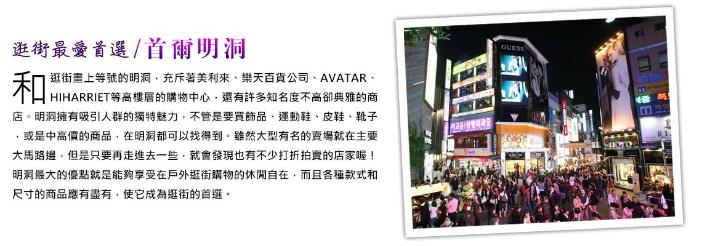 逛街最愛首選/首爾明洞
和逛街畫上等號的明洞，充斥著美利來、樂天百貨公司、AVATAR、
HIHARRIET等高樓層的購物中心，還有許多知名度不高卻典雅的商
店。明洞擁有吸引人群的獨特魅力，不管是要買飾品、運動鞋、皮鞋、靴子
，或是中高價的商品，在明洞都可以找得到。雖然大型有名的賣場就在主要
大馬路邊，但是只要再走進去一些，就會發現也有不少打折拍賣的店家喔！
明洞最大的優點就是能夠享受在戶外逛街購物的休閒自在，而且各種款式和
尺寸的商品應有盡有，使它成為逛街的首選。
GUESS